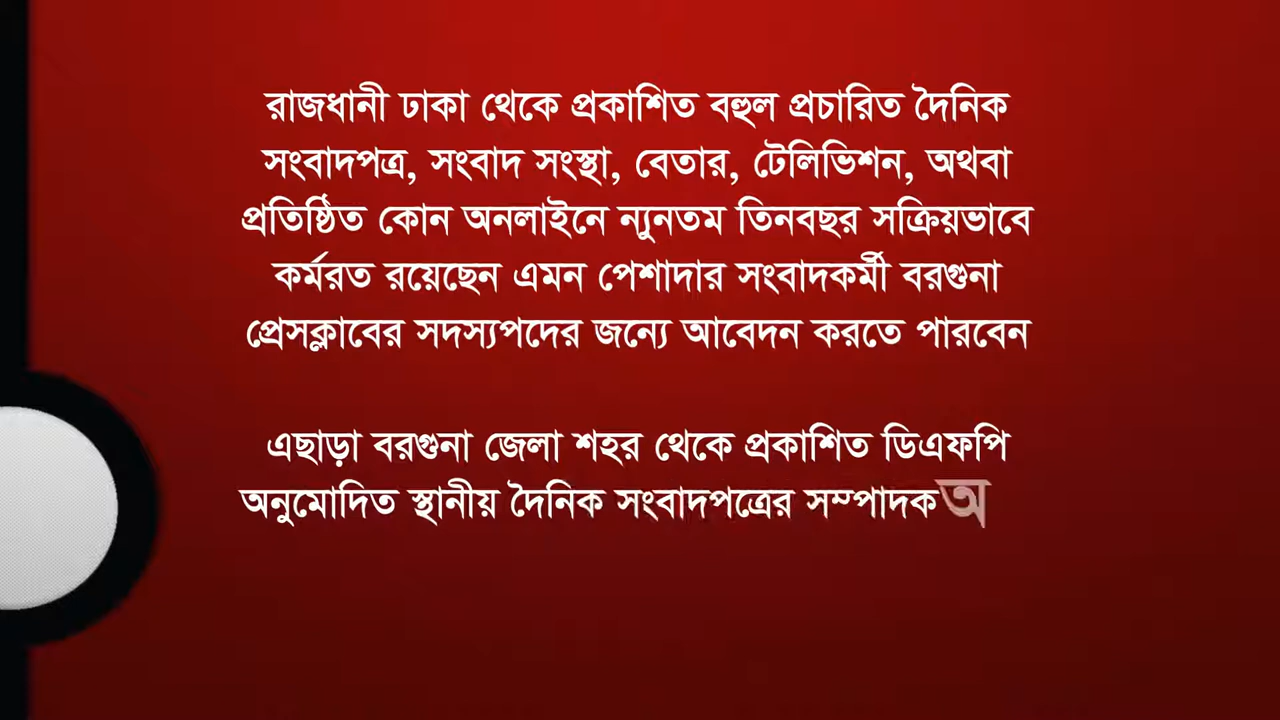 রাজধানী ঢাকা থেকে প্রকাশিত বহুল প্রচারিত দৈনিক
সংবাদপত্র, সংবাদ সংস্থা, বেতার, টেলিভিশন, অথবা
প্রতিষ্ঠিত কোন অনলাইনে ন্যুনতম তিনবছর সক্রিয়ভাবে
কর্মরত রয়েছেন এমন পেশাদার সংবাদকর্মী বরগুনা
প্রেসক্লাবের সদস্যপদের জন্যে আবেদন করতে পারবেন
এছাড়া বরগুনা জেলা শহর থেকে প্রকাশিত ডিএফপি
অনুমোদিত স্থানীয় দৈনিক সংবাদপত্রের সম্পাদক অ